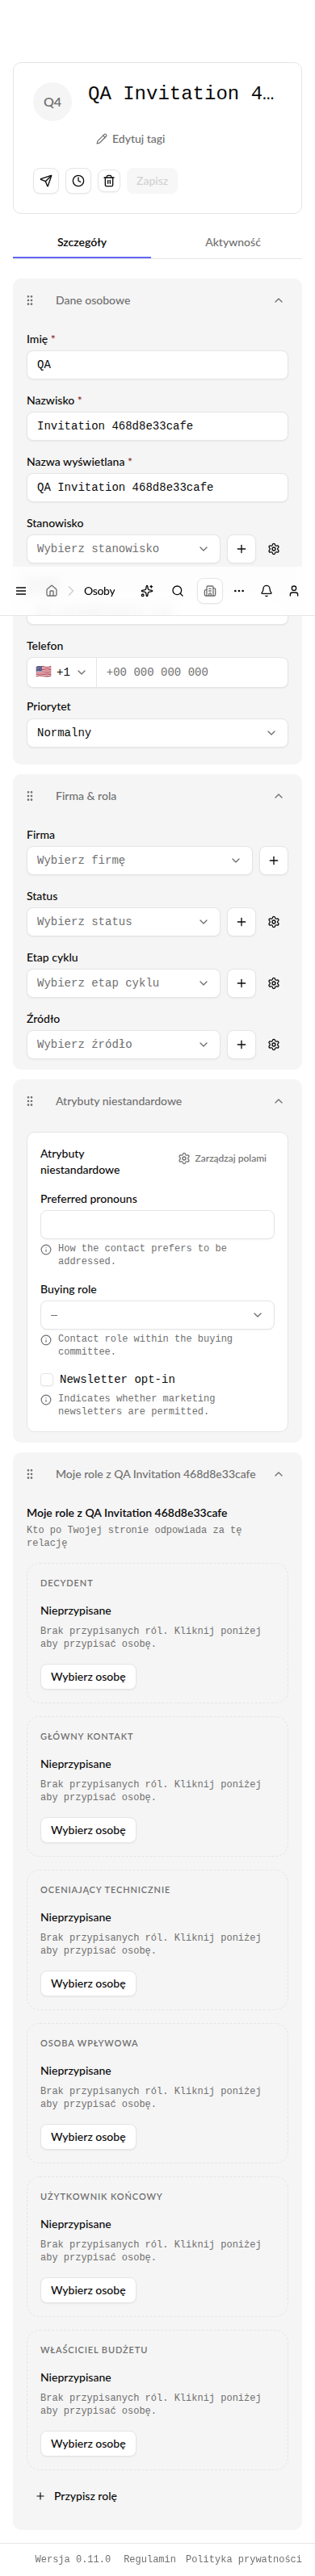 Q4
QA Invitation 4…
Edytuj tagi
Zapisz
Szczegóły
Aktywność
Dane osobowe
Imię *
QA
Nazwisko *
Invitation 468d8e33cafe
Nazwa wyświetlana *
QA Invitation 468d8e33cafe
Stanowisko
Wybierz stanowisko
Osoby
Telefon
+1
+00 000 000 000
Priorytet
Normalny
Firma & rola
Firma
Wybierz firmę
Status
Wybierz status
Etap cyklu
Wybierz etap cyklu
Źródło
Wybierz źródło
Atrybuty niestandardowe
Atrybuty
niestandardowe
Zarządzaj polami
Preferred pronouns
How the contact prefers to be
addressed.
Buying role
—
Contact role within the buying
committee.
Newsletter opt-in
Indicates whether marketing
newsletters are permitted.
Moje role z QA Invitation 468d8e33cafe
Moje role z QA Invitation 468d8e33cafe
Kto po Twojej stronie odpowiada za tę
relację
DECYDENT
Nieprzypisane
Brak przypisanych ról. Kliknij poniżej
aby przypisać osobę.
Wybierz osobę
GŁÓWNY KONTAKT
Nieprzypisane
Brak przypisanych ról. Kliknij poniżej
aby przypisać osobę.
Wybierz osobę
OCENIAJĄCY TECHNICZNIE
Nieprzypisane
Brak przypisanych ról. Kliknij poniżej
aby przypisać osobę.
Wybierz osobę
OSOBA WPŁYWOWA
Nieprzypisane
Brak przypisanych ról. Kliknij poniżej
aby przypisać osobę.
Wybierz osobę
UŻYTKOWNIK KOŃCOWY
Nieprzypisane
Brak przypisanych ról. Kliknij poniżej
aby przypisać osobę.
Wybierz osobę
WŁAŚCICIEL BUDŻETU
Nieprzypisane
Brak przypisanych ról. Kliknij poniżej
aby przypisać osobę.
Wybierz osobę
Przypisz rolę
Wersja 0.11.0 Regulamin Polityka prywatności